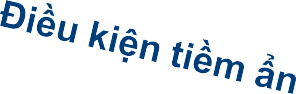 Điều kiện tiềm ẩn